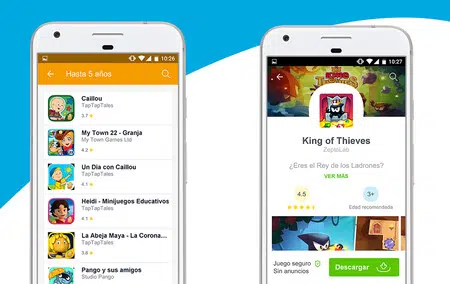 10:26
Hasta 5 años
Caillou
TapTapTales
3.7
My Town 22 - Granja
My Town Games Ltd
4.2
Un Día con Caillou
TapTapTales
4.1
Heidi - Minijuegos Educativos
TapTapTales
4.1
La Abeja Maya - La Corona...
TapTapTales
3.8
Pango y sus amigos
Studio Pango
10:27
KING
THIEVES
King of Thieves
ZeptoLab
¿Eres el Rey de los Ladrones?
VER MÁS
4.5
3+
Edad recomendada
Juego seguro
Sin anuncios
Descargar